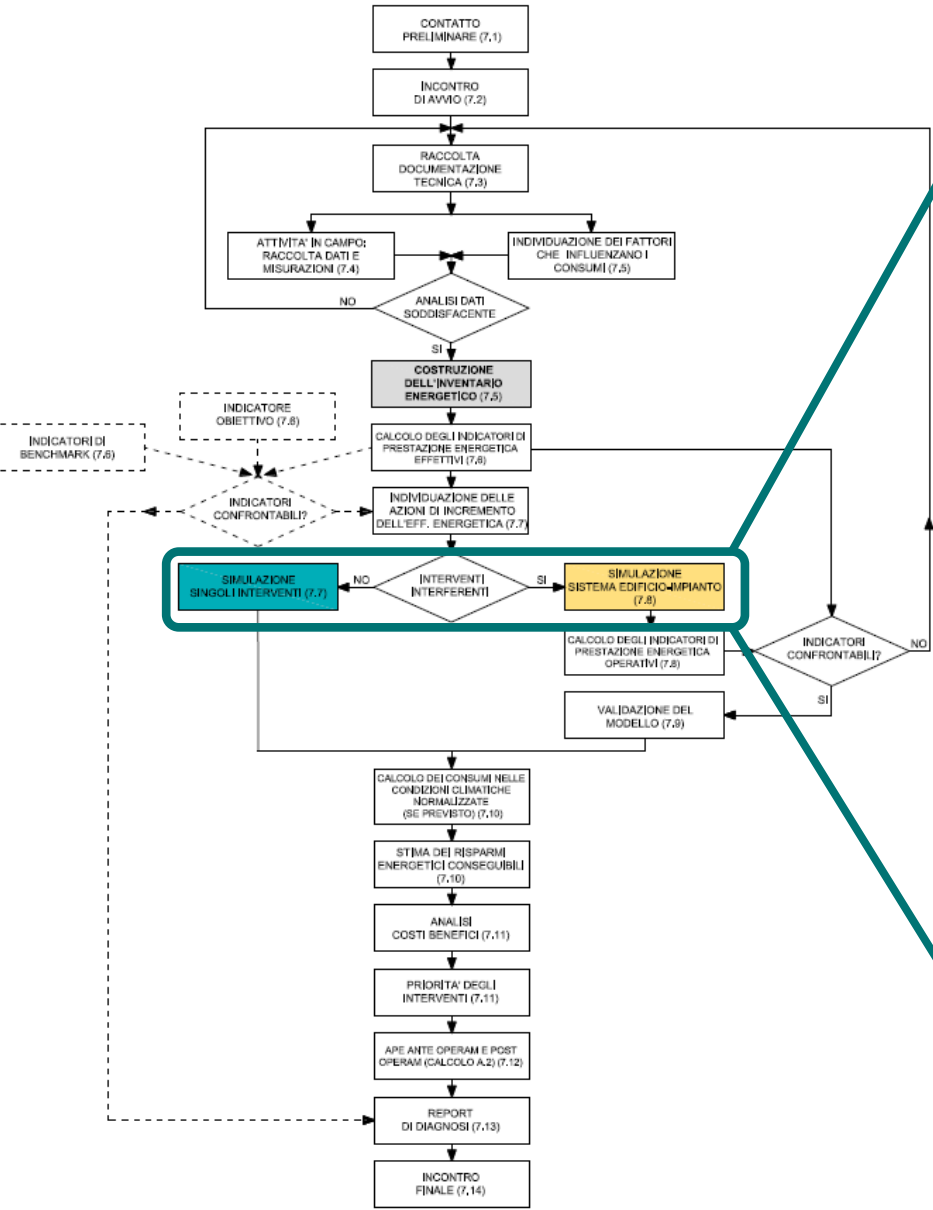 CONTATTO
PRELIMINARE (7.1)
INCONTRO
DI AVVIO (7.2)
RACCOLTA
DOCUMENTAZIONE
TECNICA (7.3)
ATTIVITA' IN CAMPO:
RACCOLTA DATI E
MISURAZIONI (7.4)
INDIVIDUAZIONE DEI FATTORI
CHE INFLUENZANO I
CONSUMI (7.5)
NO
ANALISI DATI
SODDISFACENTE
SI
COSTRUZIONE
DELL'INVENTARIO
ENERGETICO (7.5)
INDICATORE
OBIETTIVO (7.6)
INDICATORI DI
BENCHMARK (7.6)
CALCOLO DEGLI INDICATORI DI
PRESTAZIONE ENERGETICA
EFFETTIVI (7.6)
INDICATORI
CONFRONTABILI?
INDIVIDUAZIONE DELLE
AZIONI DI INCREMENTO
DELL'EFF. ENERGETICA (7.7)
SIMULAZIONE
SINGOLI INTERVENTI (7.7)
NO
INTERVENTI
INTERFERENTI
SI
SIMULAZIONE
SISTEMA EDIFICIO-IMPIANTO
(7.8)
CALCOLO DEGLI INDICATORI DI
PRESTAZIONE ENERGETICA
OPERATIVI (7.8)
INDICATORI
CONFRONTABILI?
NO
SI
VALIDAZIONE DEL
MODELLO (7.9)
CALCOLO DEI CONSUMI NELLE
CONDIZIONI CLIMATICHE
NORMALIZZATE
(SE PREVISTO) (7.10)
STIMA DEI RISPARMI
ENERGETICI CONSEGUIBILI
(7.10)
ANALISI
COSTI BENEFICI (7.11)
PRIORITA' DEGLI
INTERVENTI (7.11)
APE ANTE OPERAM E POST
OPERAM (CALCOLO A.2) (7.12)
REPORT
DI DIAGNOSI (7.13)
INCONTRO
FINALE (7.14)